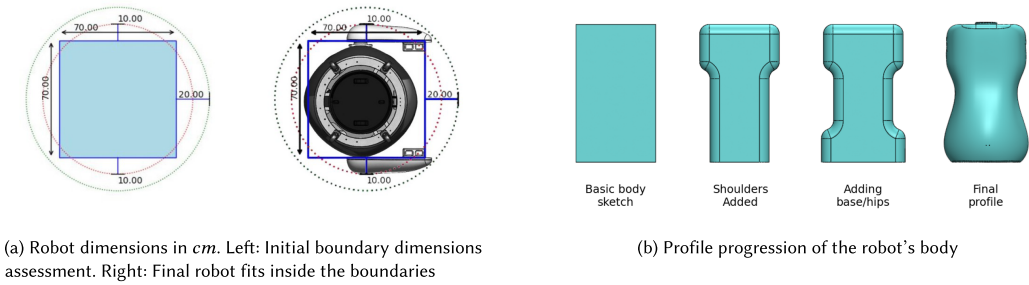 10.00
70.00
70.00
20.00
10.00
10.00
70.00
70.00
20.00
10.00
Basic body
sketch
Shoulders
Added
Adding
base/hips
Final
profile
(a) Robot dimensions in cm. Left: Initial boundary dimensions
assessment. Right: Final robot fits inside the boundaries
(b) Profile progression of the robot's body